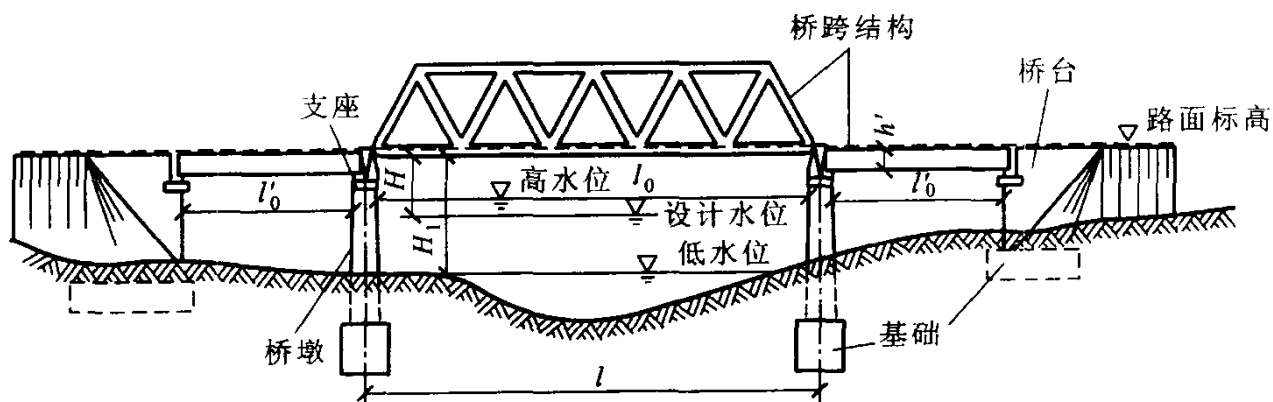 桥跨结构
桥台
支座
h′
路面标高
H
高水位
l₀
l′₀
l′₀
设计水位
H₁
低水位
桥墩
基础
l